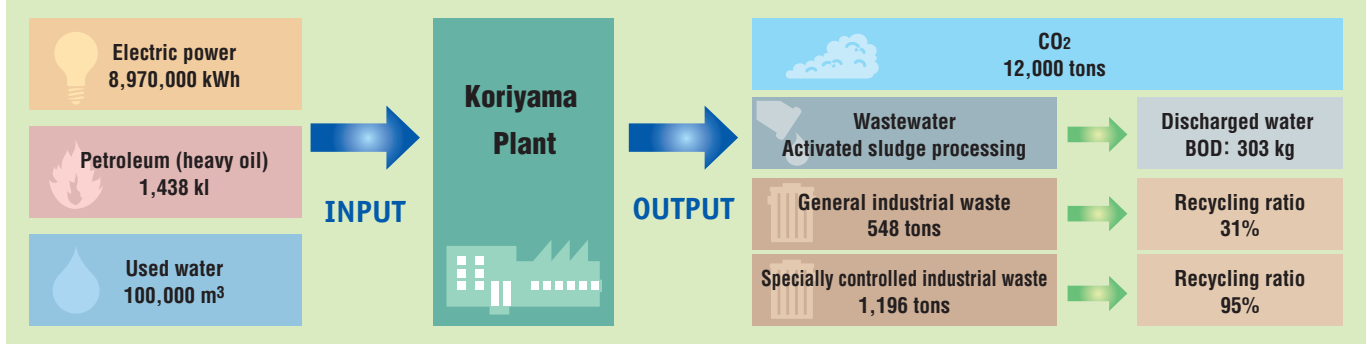 Electric power
8,970,000 kWh
Petroleum (heavy oil)
1,438 kl
Used water
100,000 m³
INPUT
Koriyama
Plant
OUTPUT
CO₂
12,000 tons
Wastewater
Activated sludge processing
Discharged water
BOD: 303 kg
General industrial waste
548 tons
Recycling ratio
31%
Specially controlled industrial waste
1,196 tons
Recycling ratio
95%